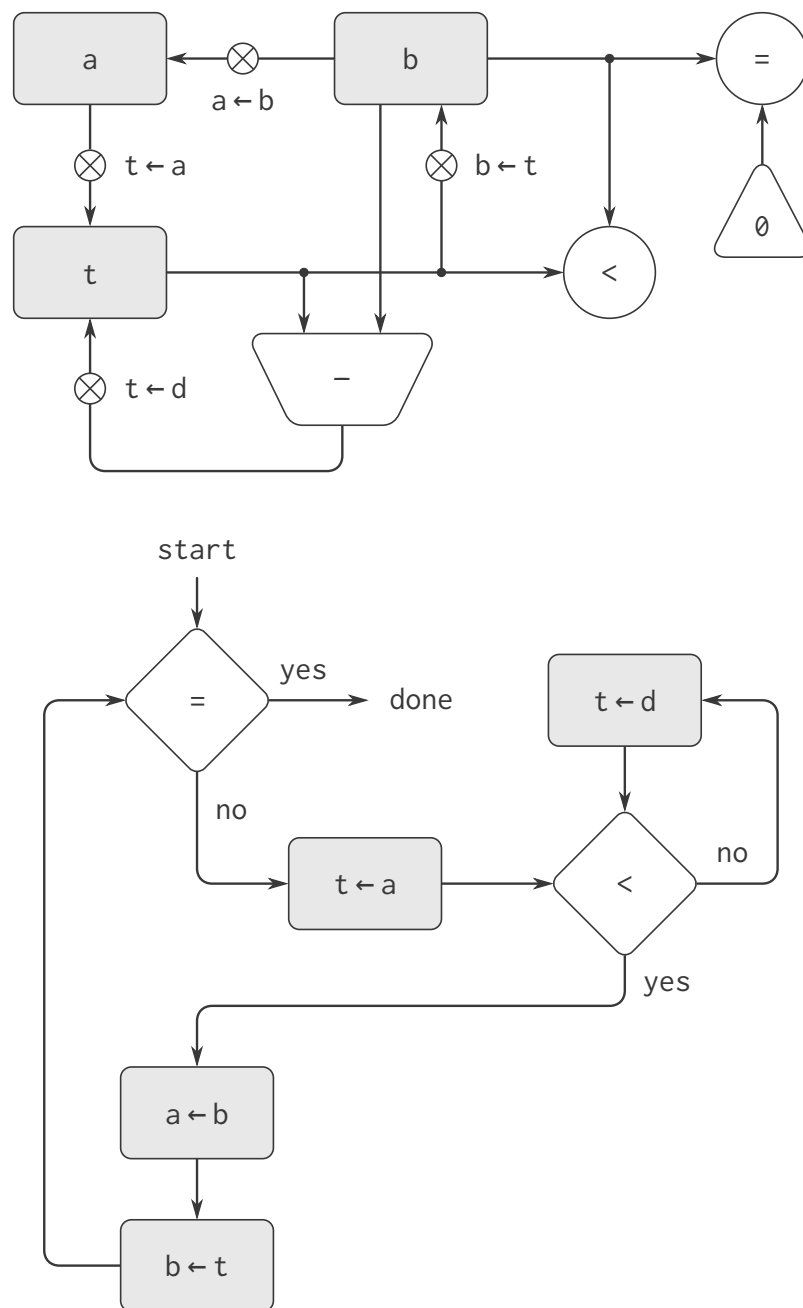 a
b
=
a←b
t←a
b←t
0
t
<
t←d
−
start
=
yes
done
t←d
no
t←a
<
no
yes
a←b
b←t